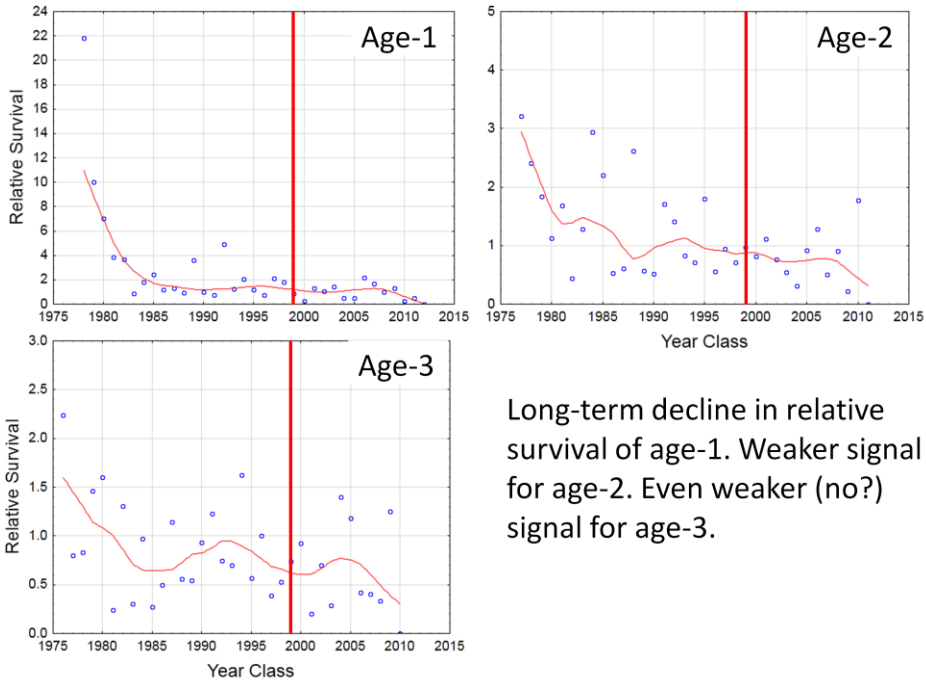 Age-1
Relative Survival
24
22
20
18
16
14
12
10
8
6
4
2
0
1975 1980 1985 1990 1995 2000 2005 2010 2015
Age-2
5
4
3
2
1
0
1975 1980 1985 1990 1995 2000 2005 2010 2015
Year Class
Age-3
Relative Survival
3.0
2.5
2.0
1.5
1.0
0.5
0.0
1975 1980 1985 1990 1995 2000 2005 2010 2015
Year Class
Long-term decline in relative
survival of age-1. Weaker signal
for age-2. Even weaker (no?)
signal for age-3.